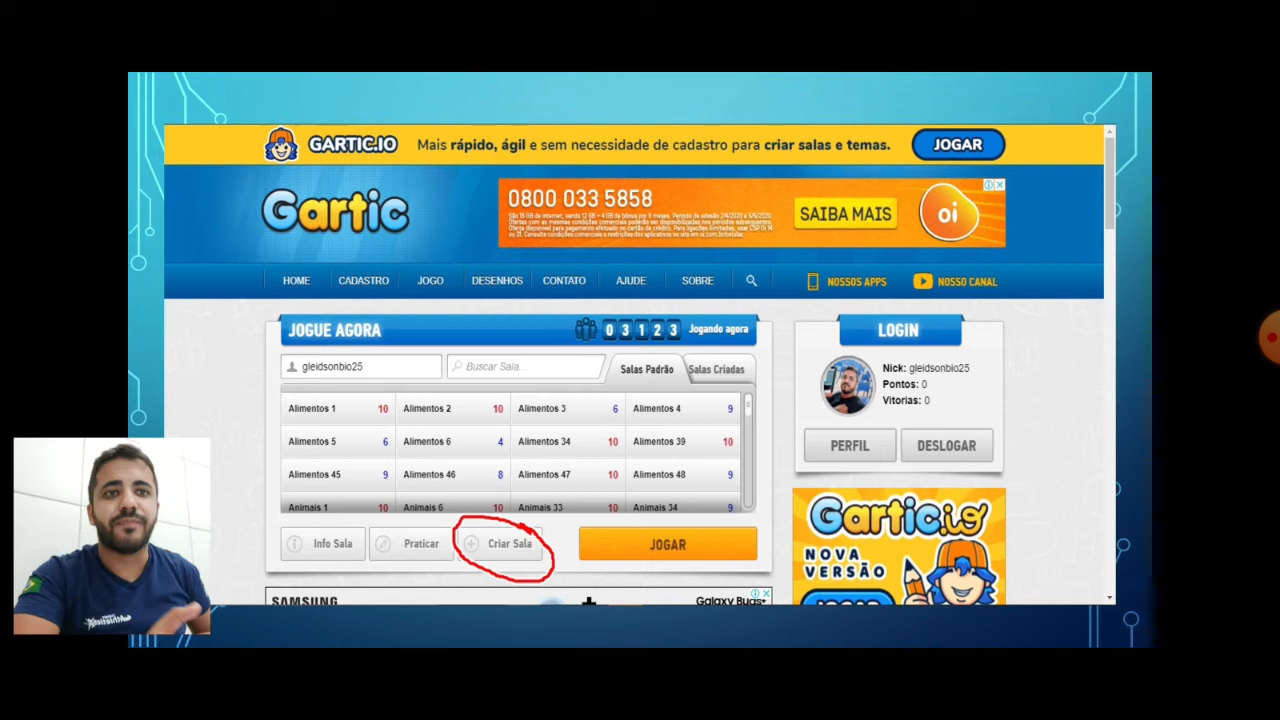 GARTIC.IO Mais rápido, ágil e sem necessidade de cadastro para criar salas e temas. JOGAR
Gartic
0800 033 5858
SAIBA MAIS
oi
HOME CADASTRO JOGO DESENHOS CONTATO AJUDE SOBRE NOSSOS APPS NOSSO CANAL
JOGUE AGORA 03123 Jogando agora
LOGIN
gleidsonbio25 Buscar Sala... Salas Padrão Salas Criadas
Nick: gleidsonbio25
Pontos: 0
Vitorias: 0
Alimentos 1 10 Alimentos 2 10 Alimentos 3 6 Alimentos 4 9
Alimentos 5 6 Alimentos 6 4 Alimentos 34 10 Alimentos 39 10
Alimentos 45 9 Alimentos 46 8 Alimentos 47 10 Alimentos 48 9
Animais 1 10 Animais 6 10 Animais 33 10 Animais 34 9
PERFIL DESLOGAR
Info Sala Praticar Criar Sala JOGAR
Gartic.io
NOVA
VERSÃO
JOGAR
SAMSUNG Galaxy Buds+